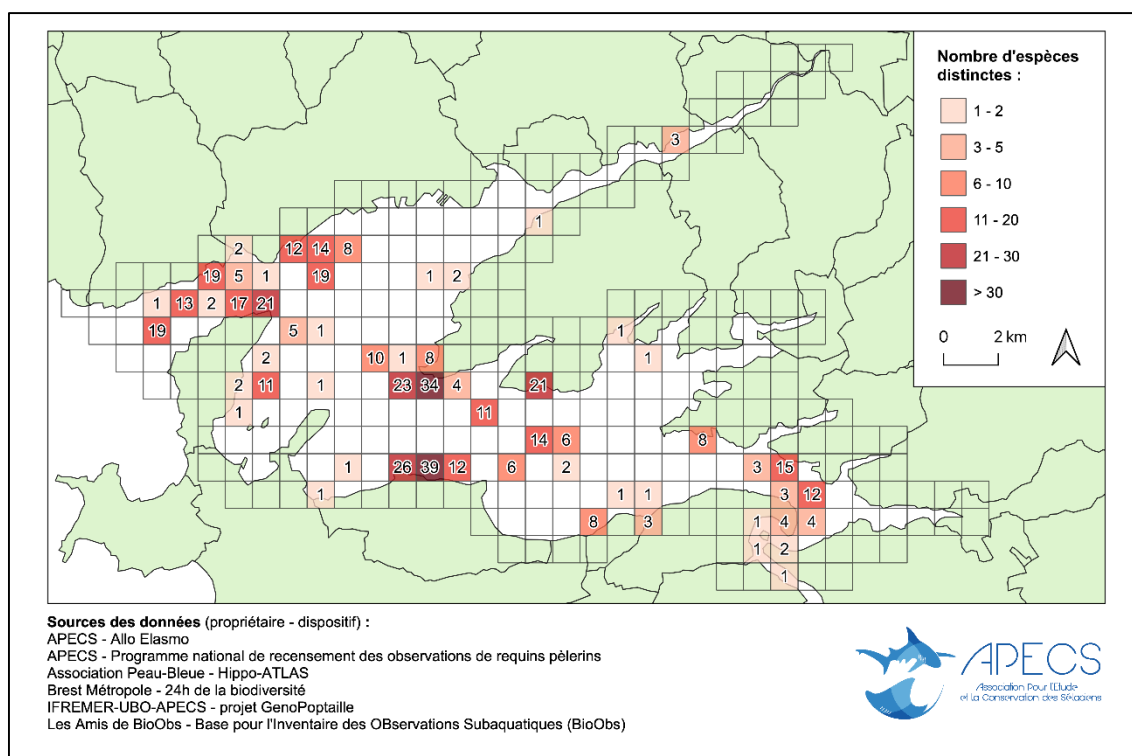 3
1
2 12 14 8
19 5 1 19 1 2
1 13 2 17 21
19 5 1 1
2 10 1 8 1
2 11 1 23 34 4 21
1 11
14 6 8
1 26 39 12 6 2 3 15
1 1 1 3 12
8 3 1 4 4
1 2
1
Nombre d'espèces
distinctes :
1 - 2
3 - 5
6 - 10
11 - 20
21 - 30
> 30
0 2 km
Sources des données (propriétaire - dispositif) :
APECS - Allo Elasmo
APECS - Programme national de recensement des observations de requins pèlerins
Association Peau-Bleue - Hippo-ATLAS
Brest Métropole - 24h de la biodiversité
IFREMER-UBO-APECS - projet GenoPoptaille
Les Amis de BioObs - Base pour l'Inventaire des OBservations Subaquatiques (BioObs)
APECS
Association Pour l'Etude
et la Conservation des Sélaciens